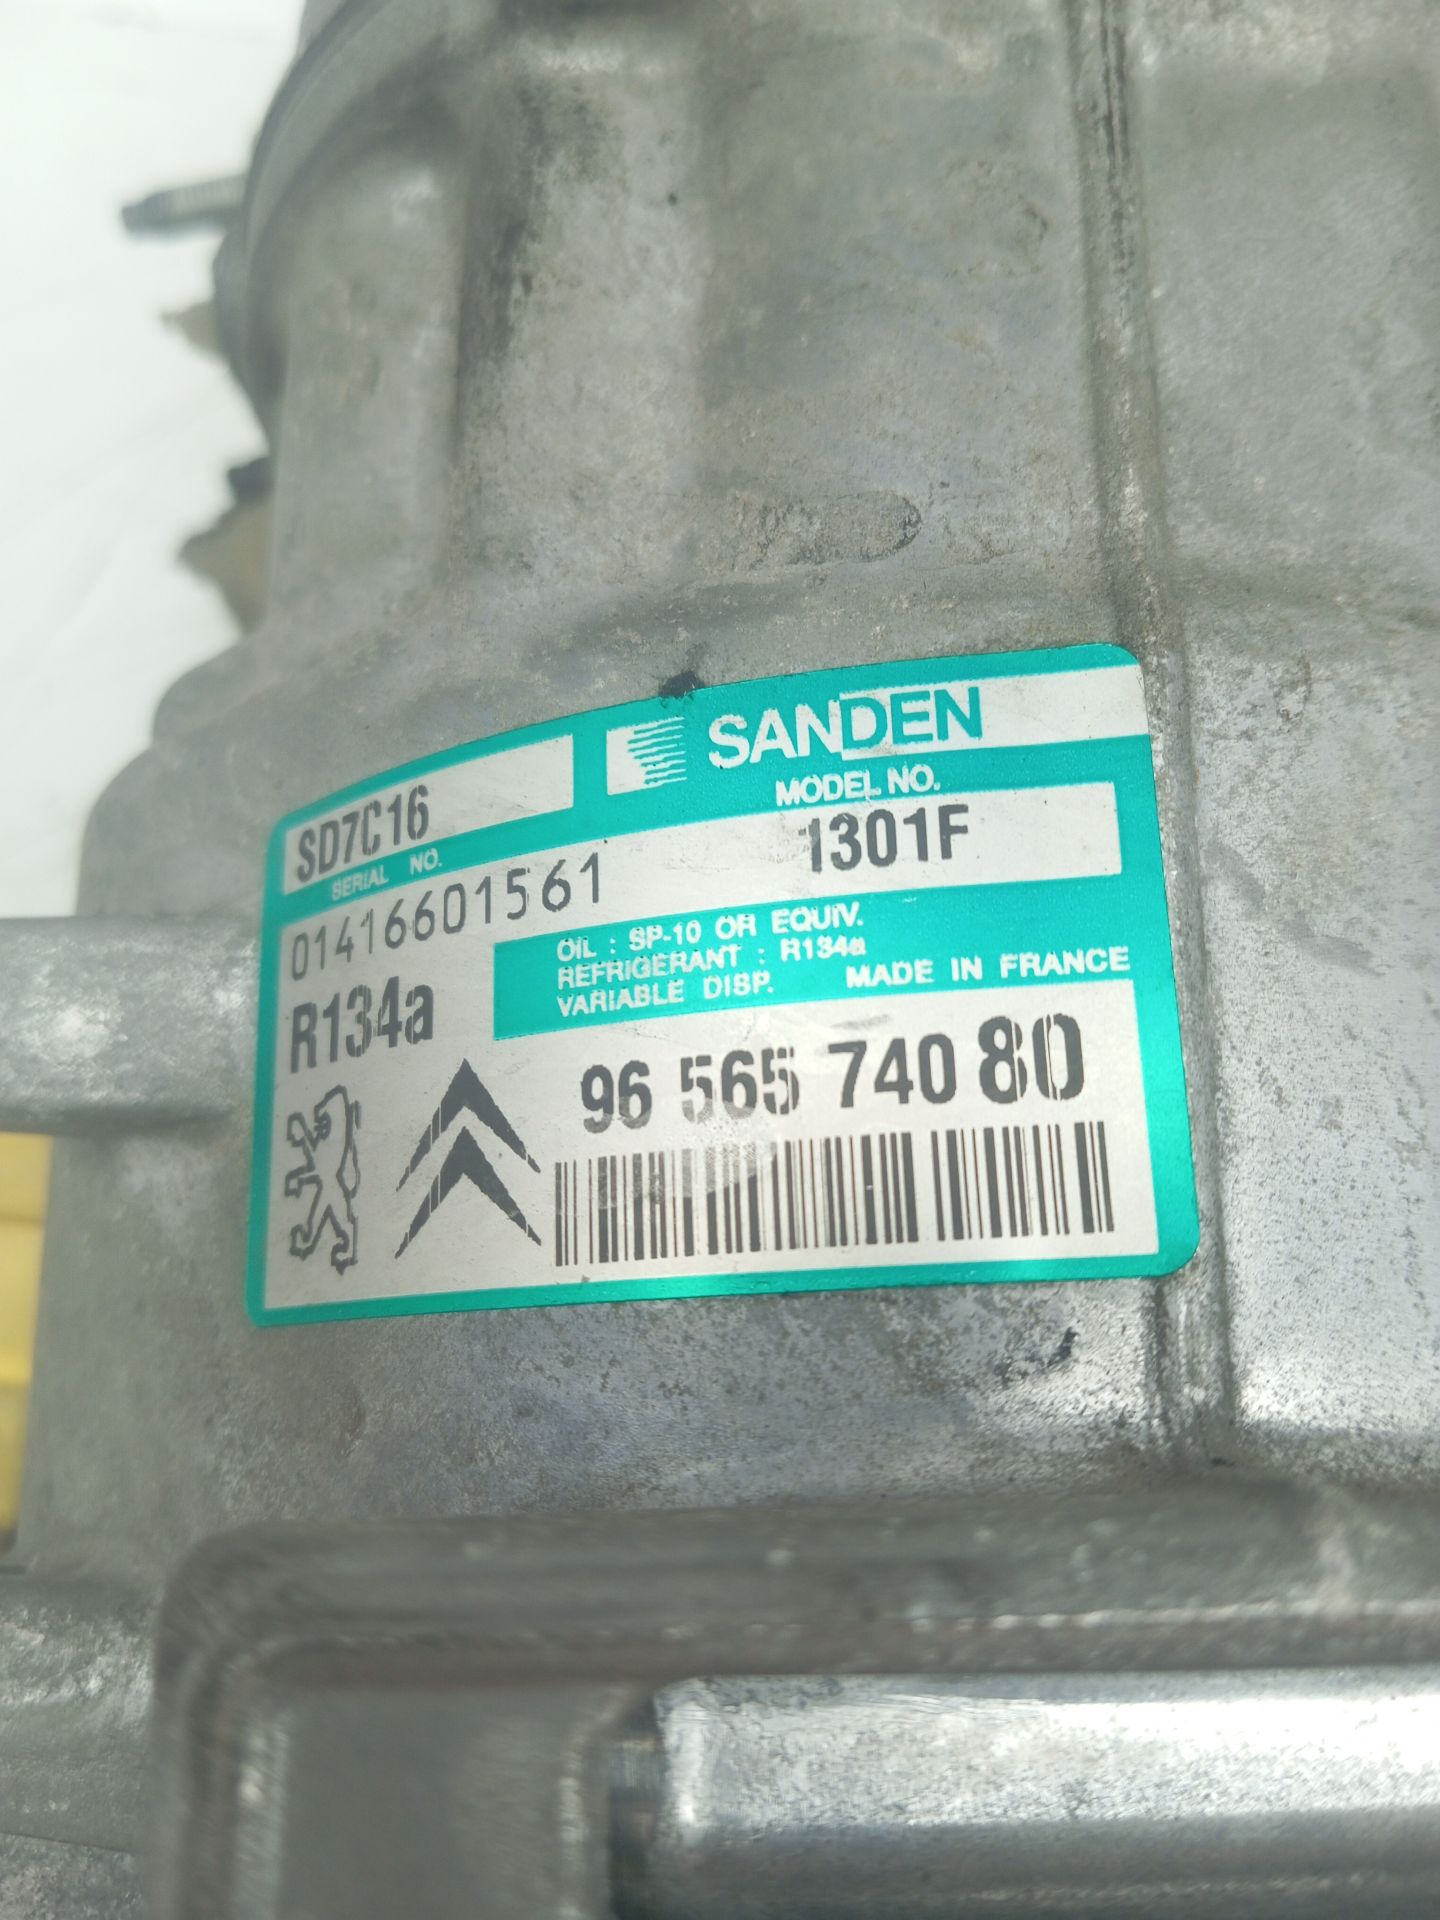 SANDEN
SD7C16
MODEL NO.
SERIAL NO.
1301F
01416601561
OIL : SP-10 OR EQUIV.
REFRIGERANT : R134a
VARIABLE DISP. MADE IN FRANCE
R134a
96 565 740 80